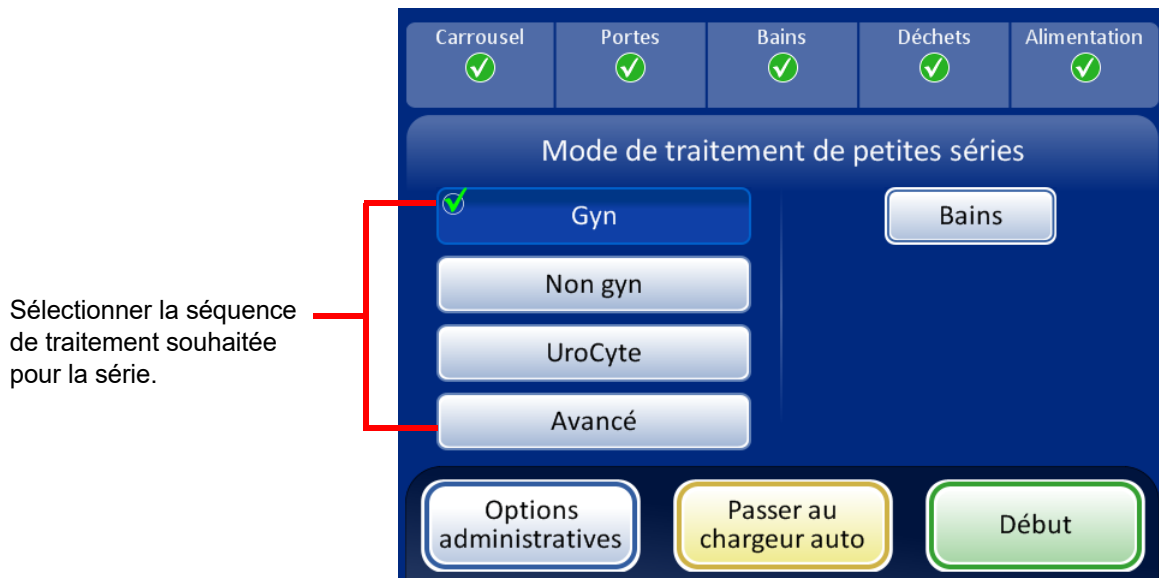 Carrousel
Portes
Bains
Déchets
Alimentation
Mode de traitement de petites séries
Gyn
Bains
Non gyn
UroCyte
Avancé
Sélectionner la séquence
de traitement souhaitée
pour la série.
Options
administratives
Passer au
chargeur auto
Début